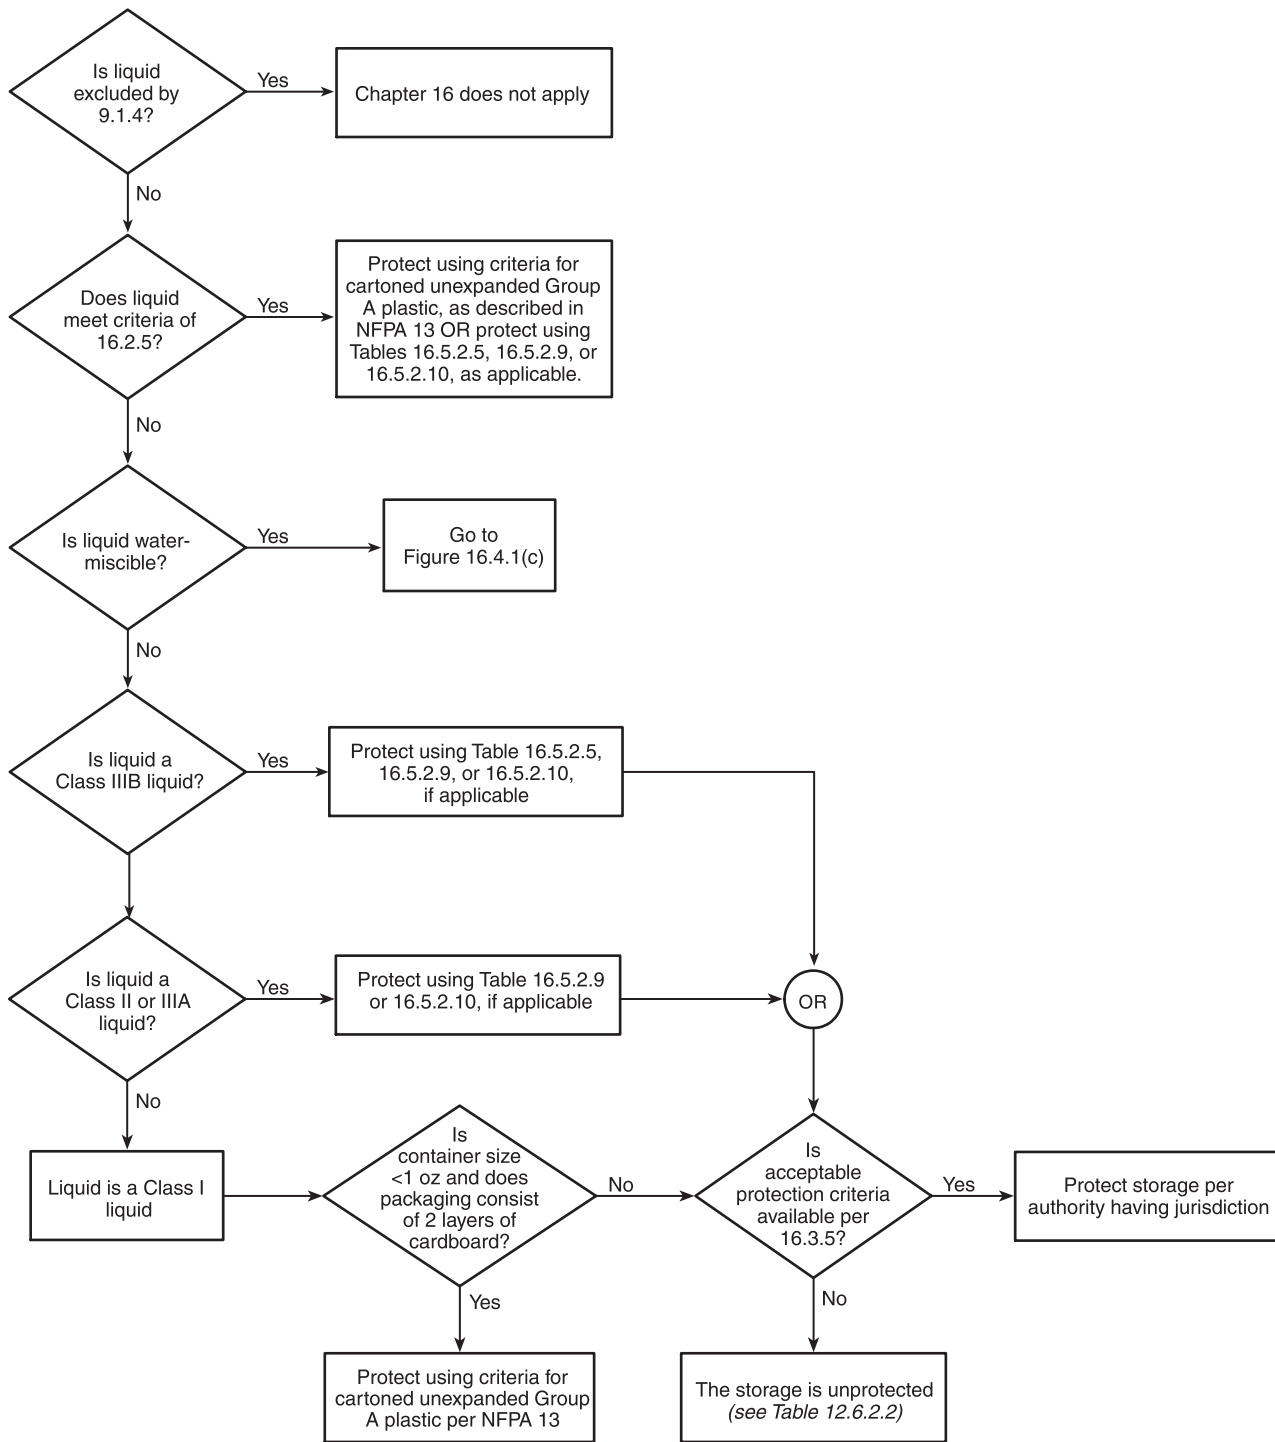 Is liquid
excluded by
9.1.4?
Yes
Chapter 16 does not apply
No
Does liquid
meet criteria of
16.2.5?
Yes
Protect using criteria for
cartoned unexpanded Group
A plastic, as described in
NFPA 13 OR protect using
Tables 16.5.2.5, 16.5.2.9, or
16.5.2.10, as applicable.
No
Is liquid water-
miscible?
Yes
Go to
Figure 16.4.1(c)
No
Is liquid a
Class IIIB liquid?
Yes
Protect using Table 16.5.2.5,
16.5.2.9, or 16.5.2.10,
if applicable
Is liquid a
Class II or IIIA
liquid?
Yes
Protect using Table 16.5.2.9
or 16.5.2.10, if applicable
OR
No
Liquid is a Class I
liquid
Is
container size
<1 oz and does
packaging consist
of 2 layers of
cardboard?
No
Is
acceptable
protection criteria
available per
16.3.5?
Yes
Protect storage per
authority having jurisdiction
Yes
Protect using criteria for
cartoned unexpanded Group
A plastic per NFPA 13
No
The storage is unprotected
(see Table 12.6.2.2)